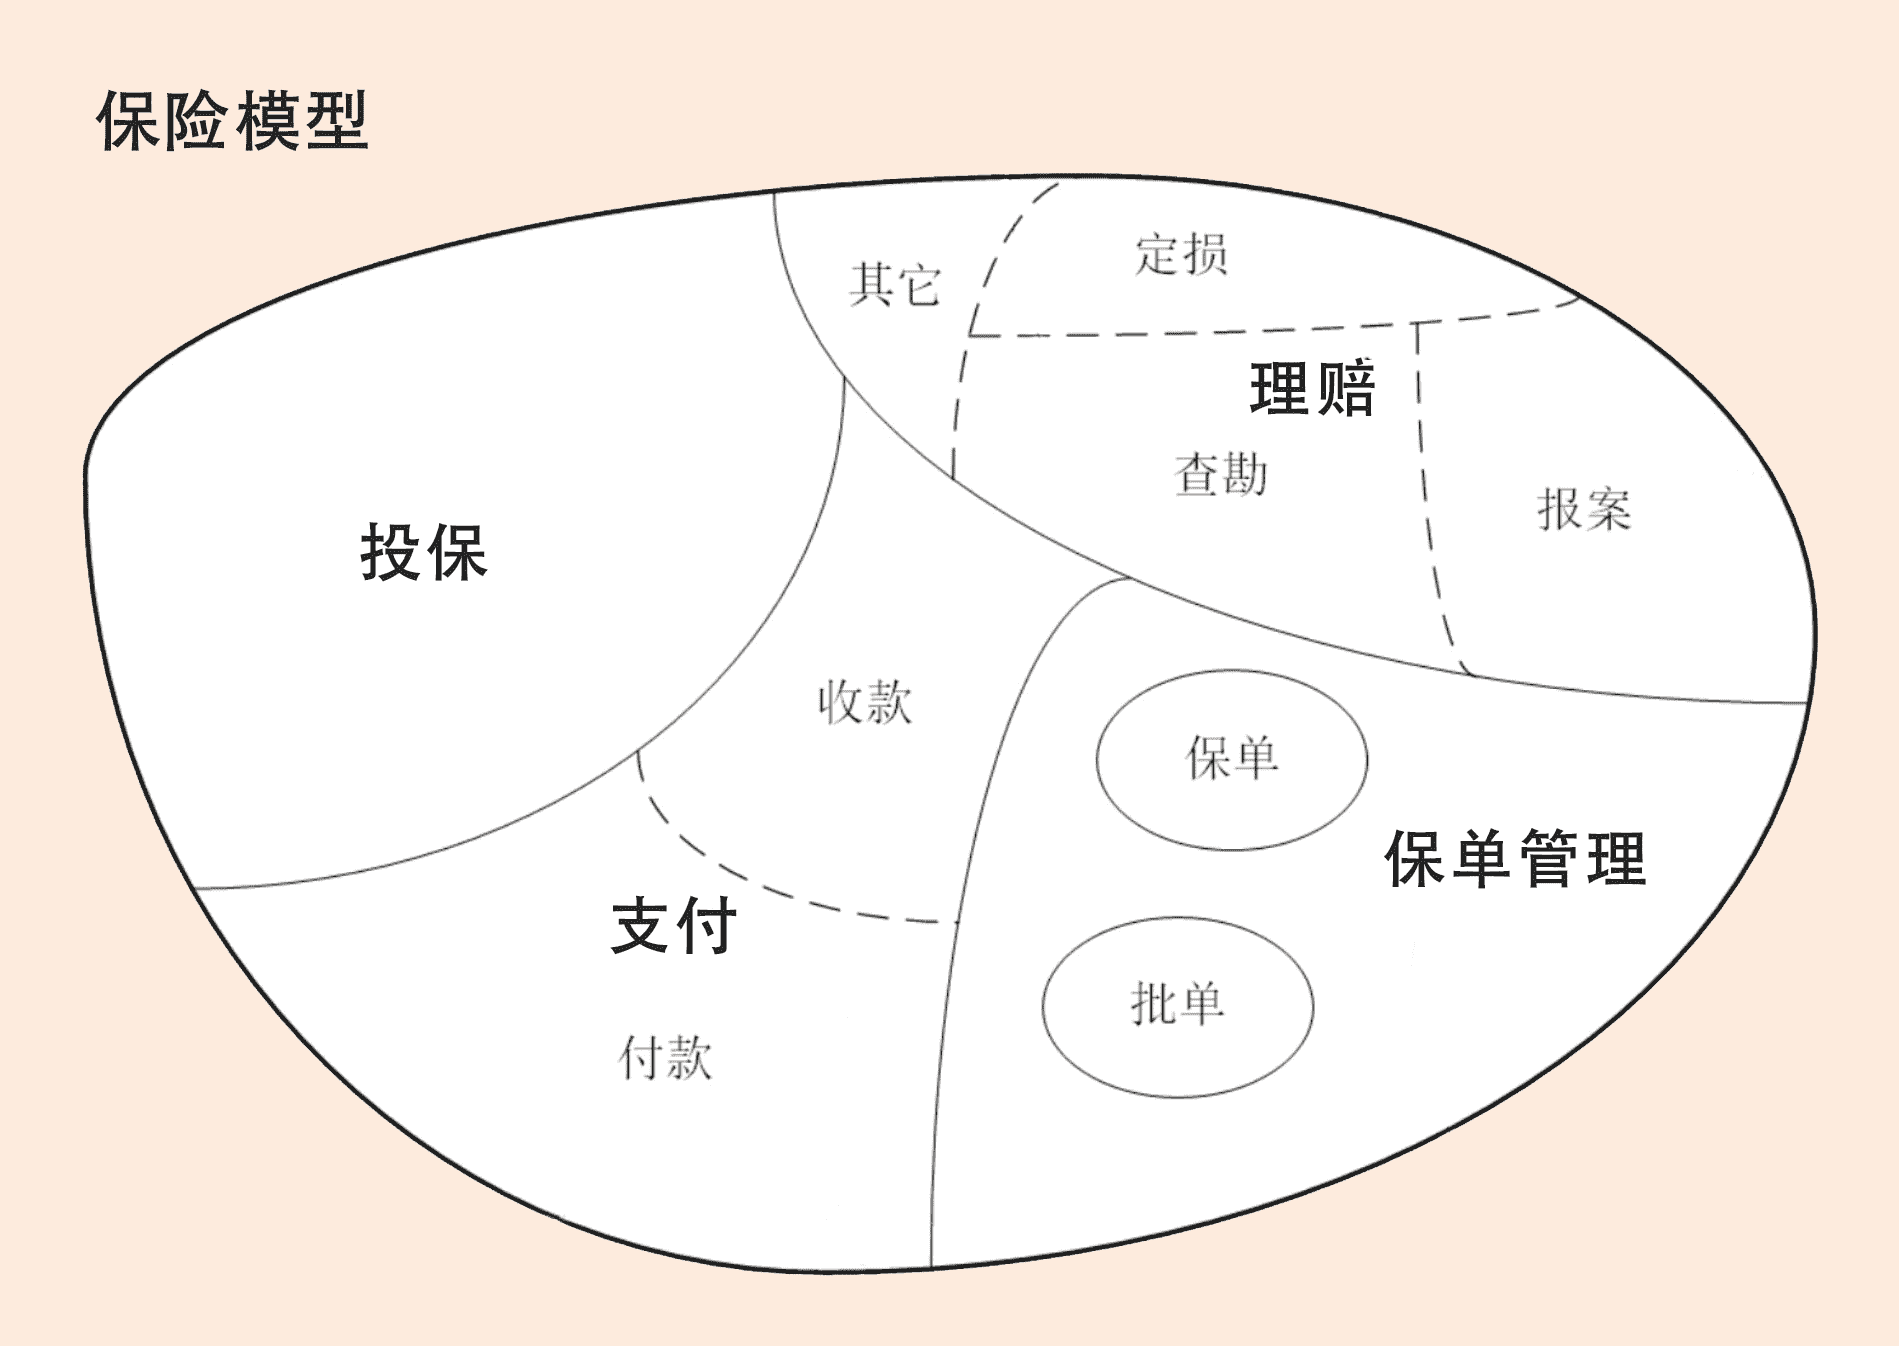 保险模型
其它
定损
理赔
查勘
报案
投保
收款
保单
保单管理
支付
批单
付款